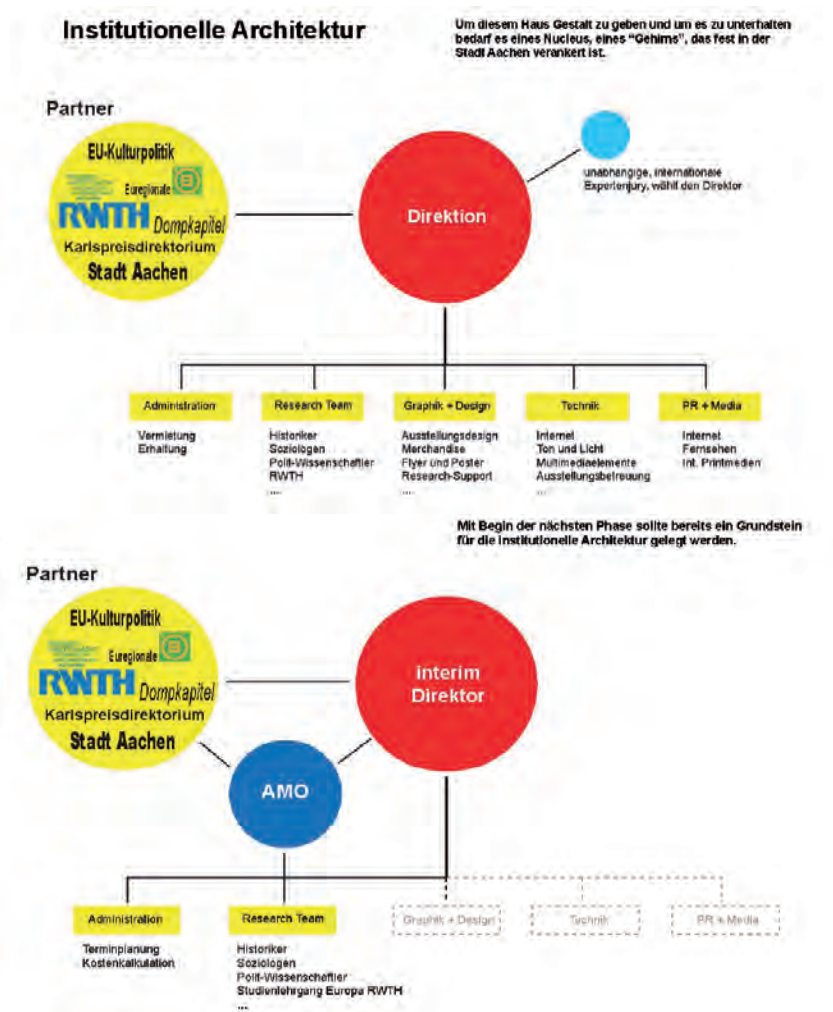 Institutionelle Architektur
Um diesem Haus Gestalt zu geben und um es zu unterhalten
bedarf es eines Nucleus, eines "Gehirns", das fest in der
Stadt Aachen verankert ist.
Partner
EU-Kulturpolitik
Euregionale
RWTH
Dompkapitel
Karlspreisdirektorium
Stadt Aachen
Direktion
unabhängige, internationale
Expertenjury, wählt den Direktor
Administration
Vermietung
Erhaltung
Research Team
Historiker
Soziologen
Polit-Wissenschaftler
RWTH
....
Graphik + Design
Ausstellungsdesign
Merchandise
Flyer und Poster
Research-Support
....
Technik
Internet
Ton und Licht
Multimediaelemente
Ausstellungsbetreuung
...
PR + Media
Internet
Fernsehen
Int. Printmedien
Mit Begin der nächsten Phase sollte bereits ein Grundstein
für die institutionelle Architektur gelegt werden.
Partner
EU-Kulturpolitik
Euregionale
RWTH
Dompkapitel
Karlspreisdirektorium
Stadt Aachen
interim
Direktor
AMO
Administration
Terminplanung
Kostenkalkulation
Research Team
Historiker
Soziologen
Polit-Wissenschaftler
Studienlehrgang Europa RWTH
...
Graphik + Design
Technik
PR + Media